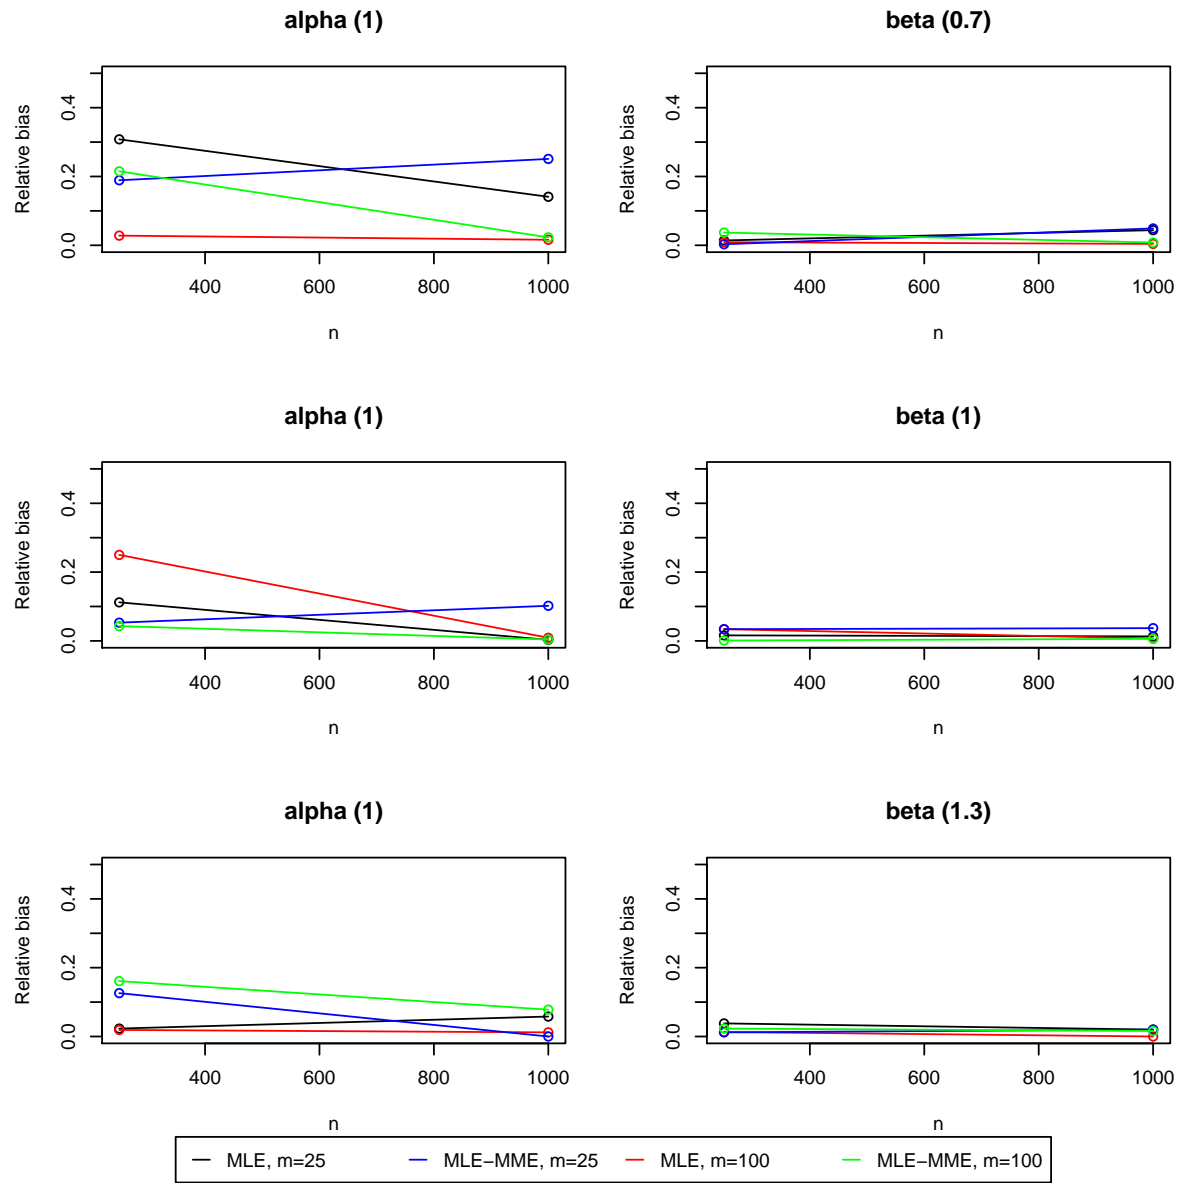 alpha (1)
beta (0.7)
Relative bias
0.0 0.2 0.4
400 600 800 1000
n
Relative bias
0.0 0.2 0.4
400 600 800 1000
n
alpha (1)
beta (1)
Relative bias
0.0 0.2 0.4
400 600 800 1000
n
Relative bias
0.0 0.2 0.4
400 600 800 1000
n
alpha (1)
beta (1.3)
Relative bias
0.0 0.2 0.4
400 600 800 1000
n
Relative bias
0.0 0.2 0.4
400 600 800 1000
n
MLE, m=25 MLE−MME, m=25 MLE, m=100 MLE−MME, m=100